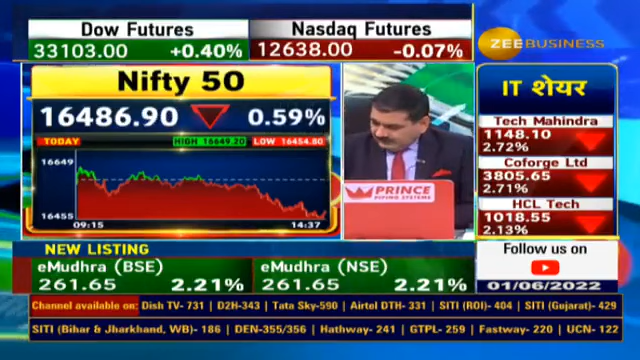 Dow Futures
33103.00 +0.40%
Nasdaq Futures
12638.00 -0.07%
ZEE BUSINESS
Nifty 50
16486.90 0.59%
TODAY HIGH 16649.20 LOW 16454.80
16649
16455
09:15 14:37
PRINCE
PIPING SYSTEMS
IT शेयर
Tech Mahindra
1148.10
2.72%
Coforge Ltd
3805.65
2.71%
HCL Tech
1018.55
2.13%
NEW LISTING
eMudhra (BSE)
261.65 2.21%
eMudhra (NSE)
261.65 2.21%
Follow us on
01/06/2022
Channel available on: Dish TV- 731 | D2H-343 | Tata Sky-590 | Airtel DTH- 331 | SITI (ROI)- 404 | SITI (Gujarat)- 429
SITI (Bihar & Jharkhand, WB)- 186 | DEN-355/356 | Hathway- 241 | GTPL- 259 | Fastway- 220 | UCN- 122